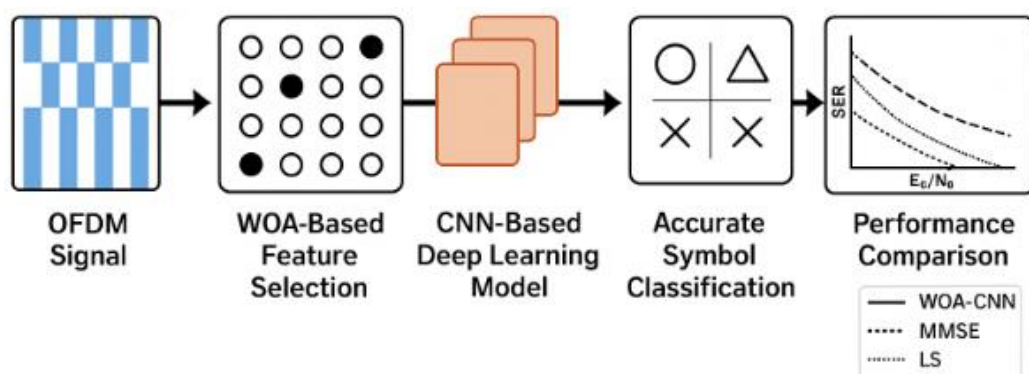 SER
E₆/N₀
OFDM
Signal
WOA-Based
Feature
Selection
CNN-Based
Deep Learning
Model
Accurate
Symbol
Classification
Performance
Comparison
WOA-CNN
MMSE
LS